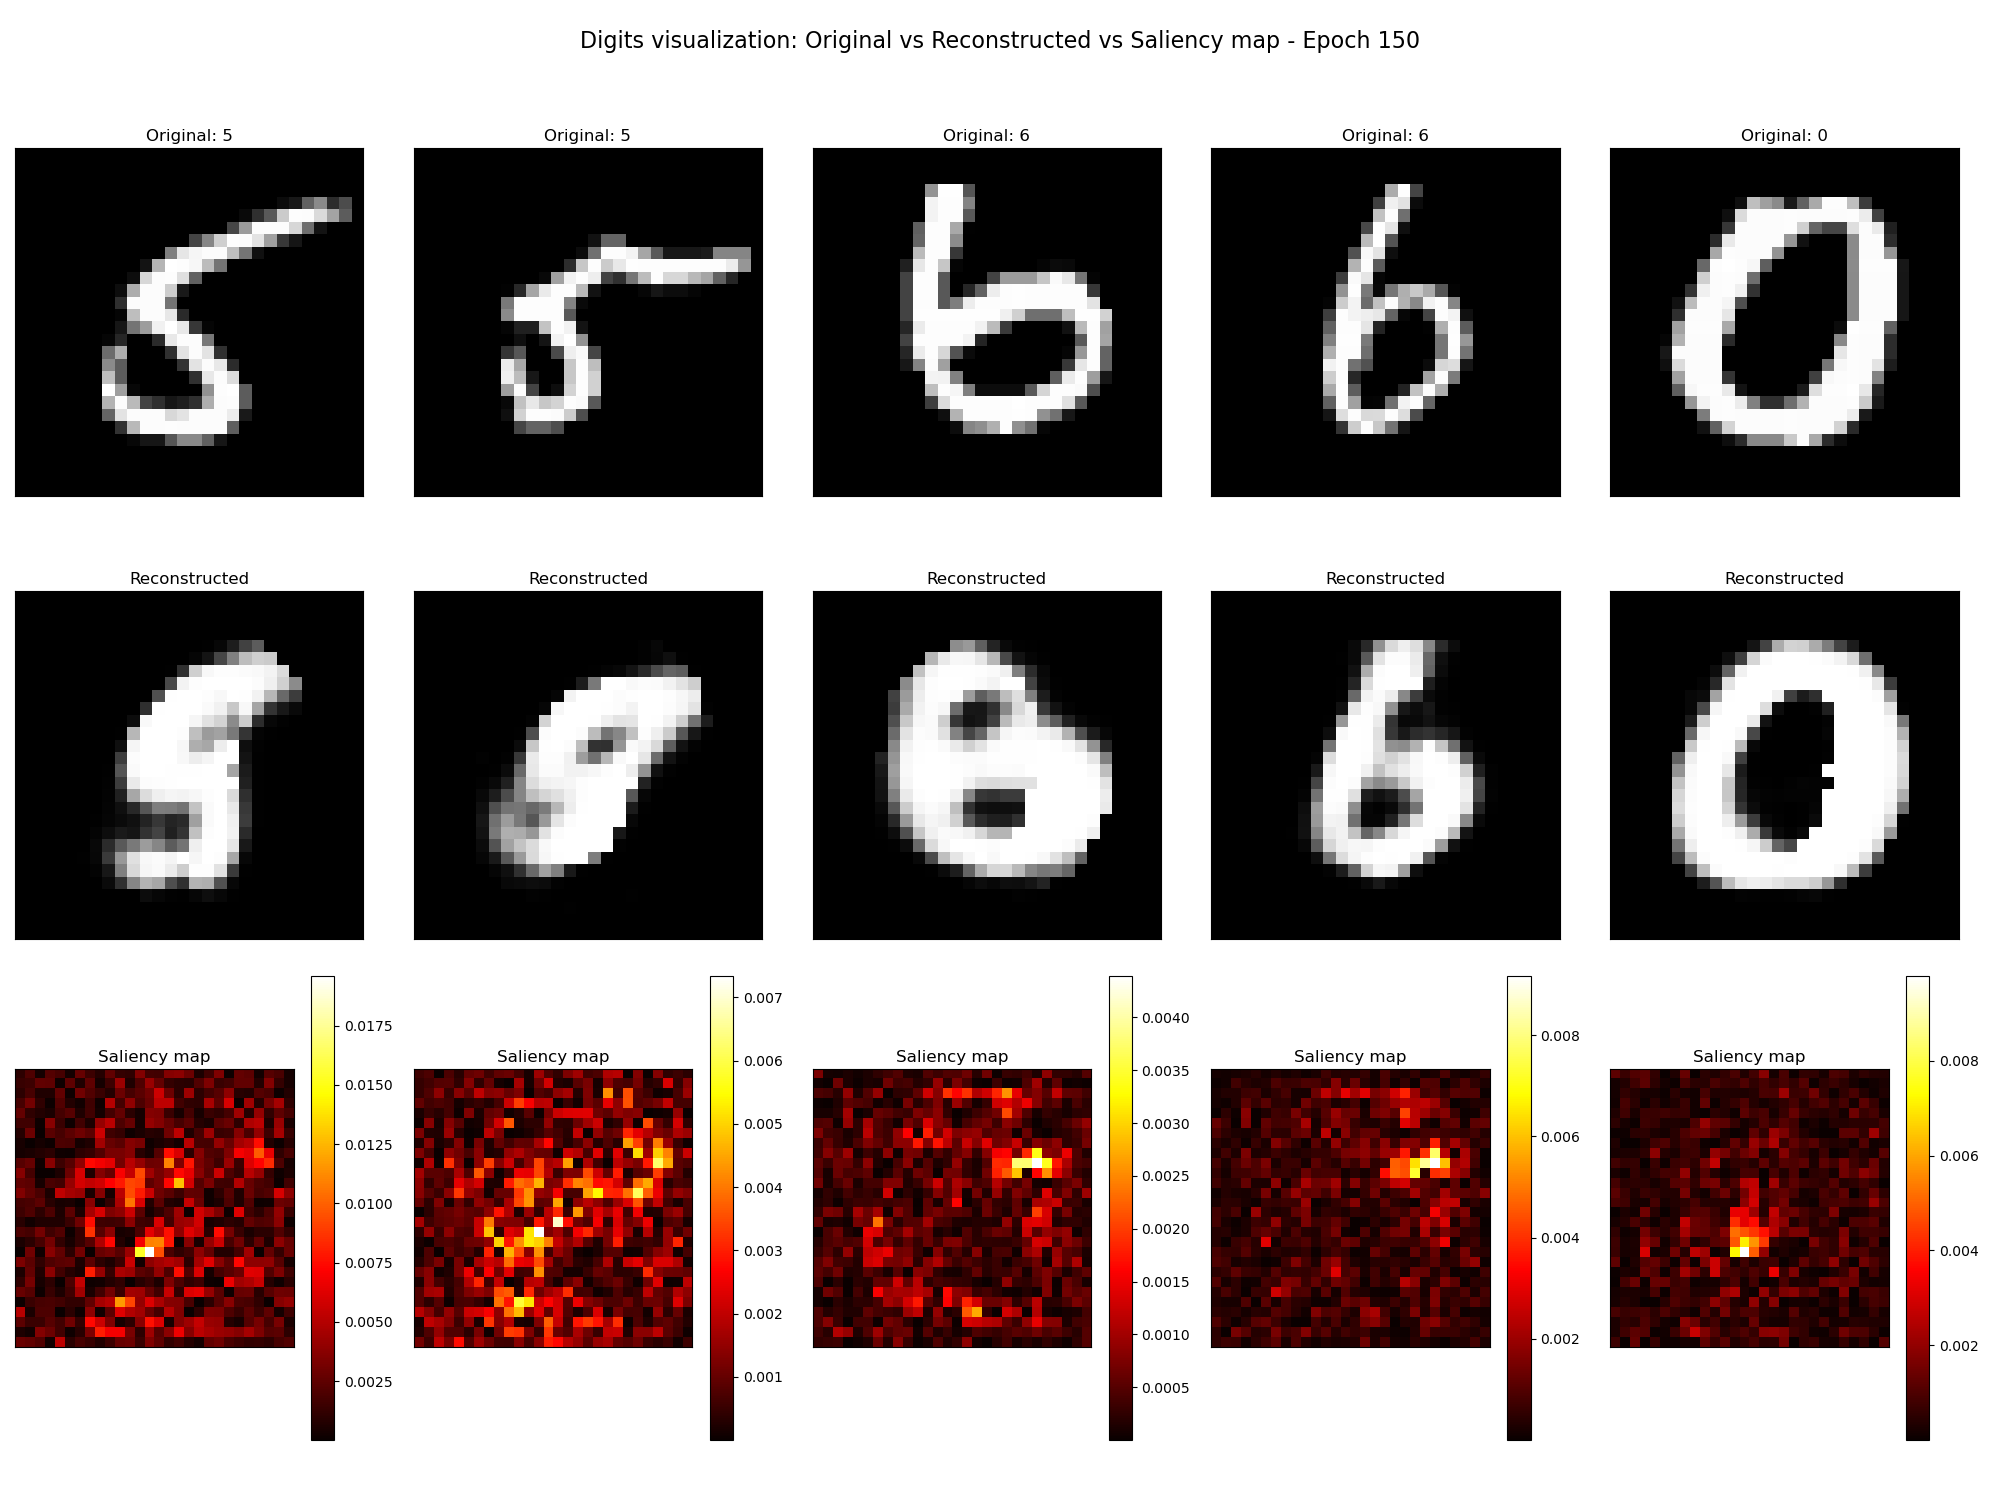 Digits visualization: Original vs Reconstructed vs Saliency map - Epoch 150
Original: 5
Original: 5
Original: 6
Original: 6
Original: 0
Reconstructed
Reconstructed
Reconstructed
Reconstructed
Reconstructed
Saliency map
0.0175
0.0150
0.0125
0.0100
0.0075
0.0050
0.0025
Saliency map
0.007
0.006
0.005
0.004
0.003
0.002
0.001
Saliency map
0.0040
0.0035
0.0030
0.0025
0.0020
0.0015
0.0010
0.0005
Saliency map
0.008
0.006
0.004
0.002
Saliency map
0.008
0.006
0.004
0.002